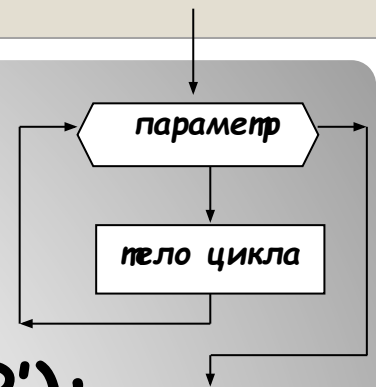 параметр
тело цикла
');